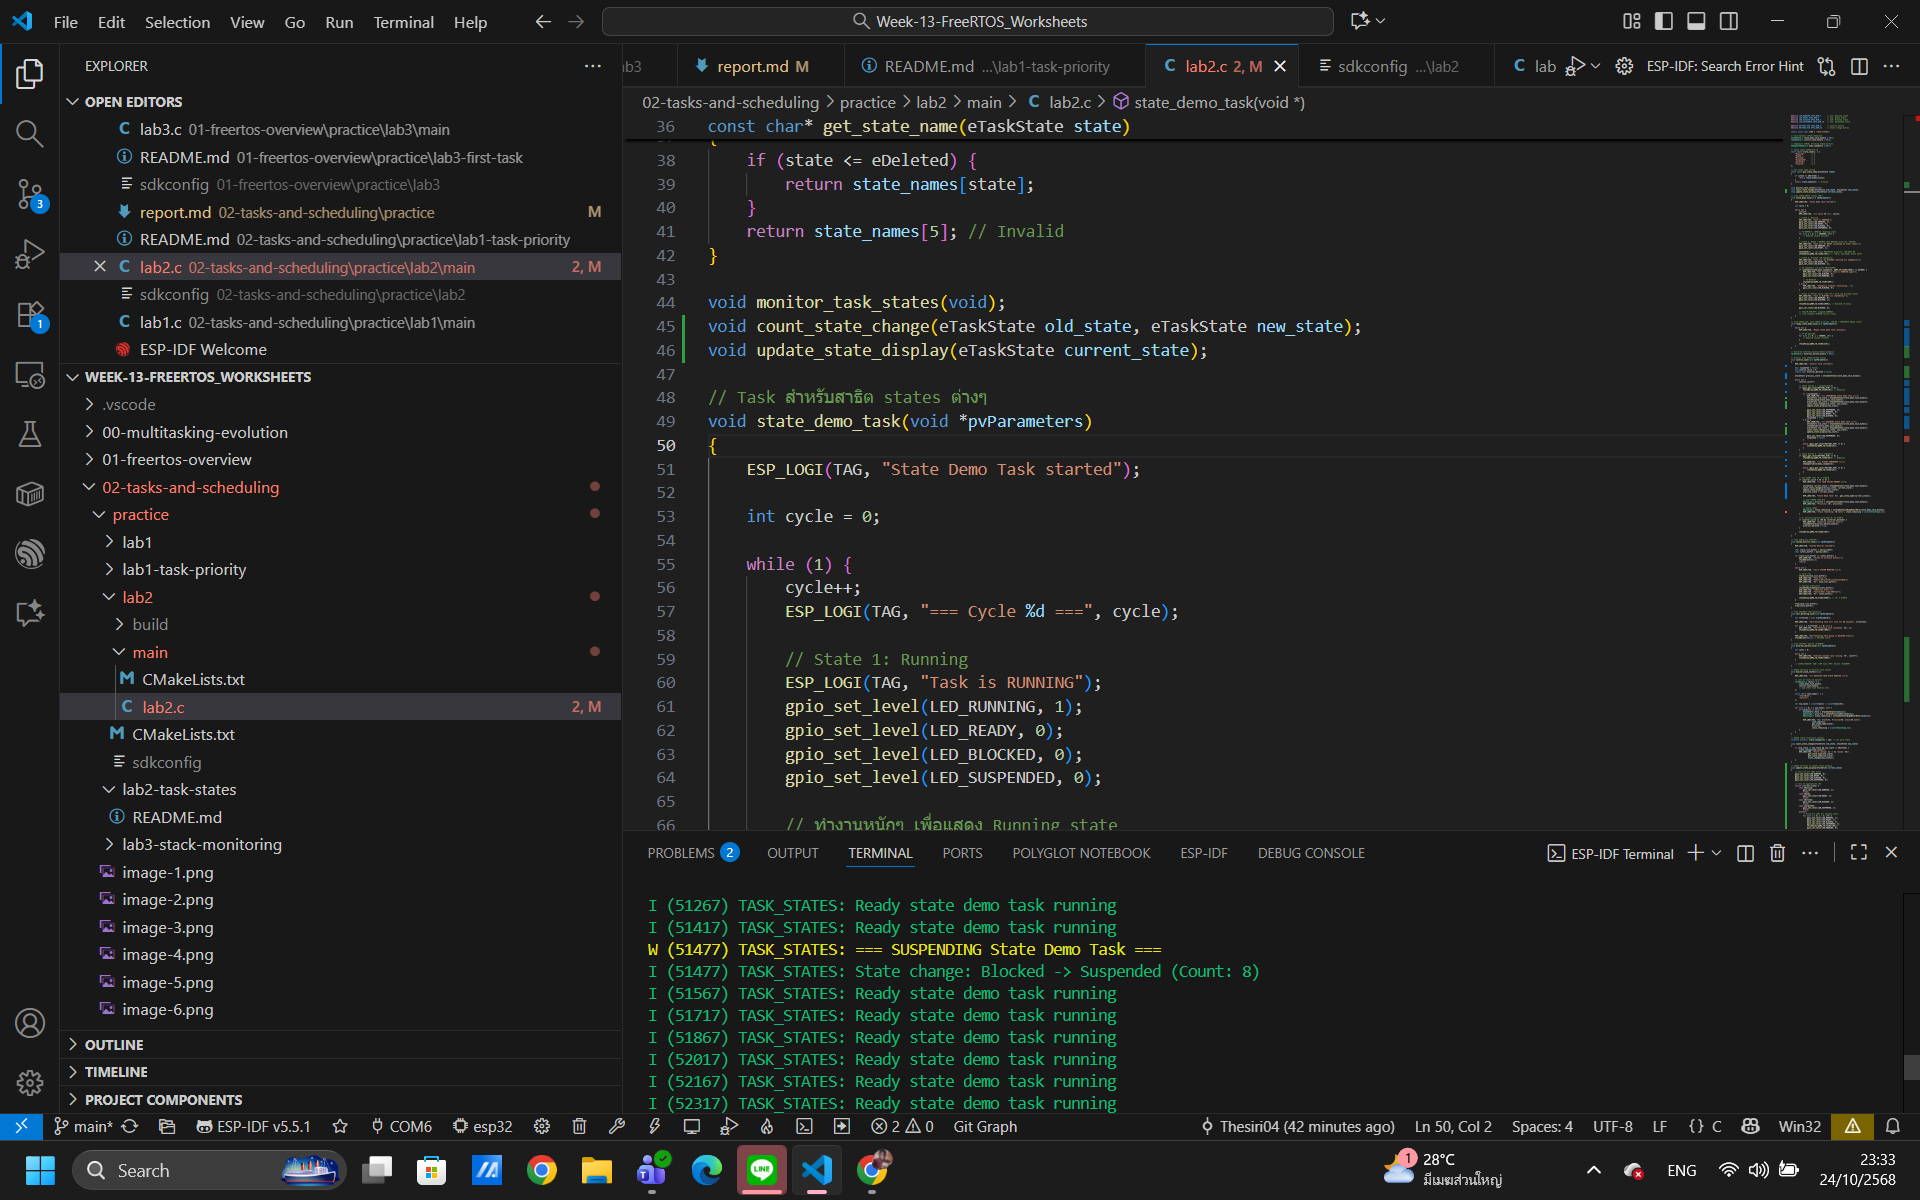 File Edit Selection View Go Run Terminal Help
Week-13-FreeRTOS_Worksheets
EXPLORER
OPEN EDITORS
lab3.c 01-freertos-overview\practice\lab3\main
README.md 01-freertos-overview\practice\lab3-first-task
sdkconfig 01-freertos-overview\practice\lab3
report.md 02-tasks-and-scheduling\practice M
README.md 02-tasks-and-scheduling\practice\lab1-task-priority
lab2.c 02-tasks-and-scheduling\practice\lab2\main 2, M
sdkconfig 02-tasks-and-scheduling\practice\lab2
lab1.c 02-tasks-and-scheduling\practice\lab1\main
ESP-IDF Welcome
WEEK-13-FREERTOS_WORKSHEETS
.vscode
00-multitasking-evolution
01-freertos-overview
02-tasks-and-scheduling
practice
lab1
lab1-task-priority
lab2
build
main
CMakeLists.txt
lab2.c 2, M
CMakeLists.txt
sdkconfig
lab2-task-states
README.md
lab3-stack-monitoring
image-1.png
image-2.png
image-3.png
image-4.png
image-5.png
image-6.png
OUTLINE
TIMELINE
PROJECT COMPONENTS
3
1
b3 report.md M README.md ...\lab1-task-priority lab2.c 2, M sdkconfig ...\lab2 lab ESP-IDF: Search Error Hint
02-tasks-and-scheduling > practice > lab2 > main > lab2.c > state_demo_task(void *)
36 const char* get_state_name(eTaskState state)
{
38 if (state <= eDeleted) {
39 return state_names[state];
40 }
41 return state_names[5]; // Invalid
42 }
43
44 void monitor_task_states(void);
45 void count_state_change(eTaskState old_state, eTaskState new_state);
46 void update_state_display(eTaskState current_state);
47
48 // Task สำหรับสาธิต states ต่างๆ
49 void state_demo_task(void *pvParameters)
50 {
51 ESP_LOGI(TAG, "State Demo Task started");
52
53 int cycle = 0;
54
55 while (1) {
56 cycle++;
57 ESP_LOGI(TAG, "=== Cycle %d ===", cycle);
58
59 // State 1: Running
60 ESP_LOGI(TAG, "Task is RUNNING");
61 gpio_set_level(LED_RUNNING, 1);
62 gpio_set_level(LED_READY, 0);
63 gpio_set_level(LED_BLOCKED, 0);
64 gpio_set_level(LED_SUSPENDED, 0);
65
66 // ทำงานหนักๆ เพื่อแสดง Running state
PROBLEMS 2 OUTPUT TERMINAL PORTS POLYGLOT NOTEBOOK ESP-IDF DEBUG CONSOLE ESP-IDF Terminal
I (51267) TASK_STATES: Ready state demo task running
I (51417) TASK_STATES: Ready state demo task running
W (51477) TASK_STATES: === SUSPENDING State Demo Task ===
I (51477) TASK_STATES: State change: Blocked -> Suspended (Count: 8)
I (51567) TASK_STATES: Ready state demo task running
I (51717) TASK_STATES: Ready state demo task running
I (51867) TASK_STATES: Ready state demo task running
I (52017) TASK_STATES: Ready state demo task running
I (52167) TASK_STATES: Ready state demo task running
I (52317) TASK_STATES: Ready state demo task running
main* ESP-IDF v5.5.1 COM6 esp32 2 0 Git Graph Thesiri04 (42 minutes ago) Ln 50, Col 2 Spaces: 4 UTF-8 LF {} C Win32
Search LINE 1 28°C ENG 23:33
มีเมฆส่วนใหญ่ 24/10/2568